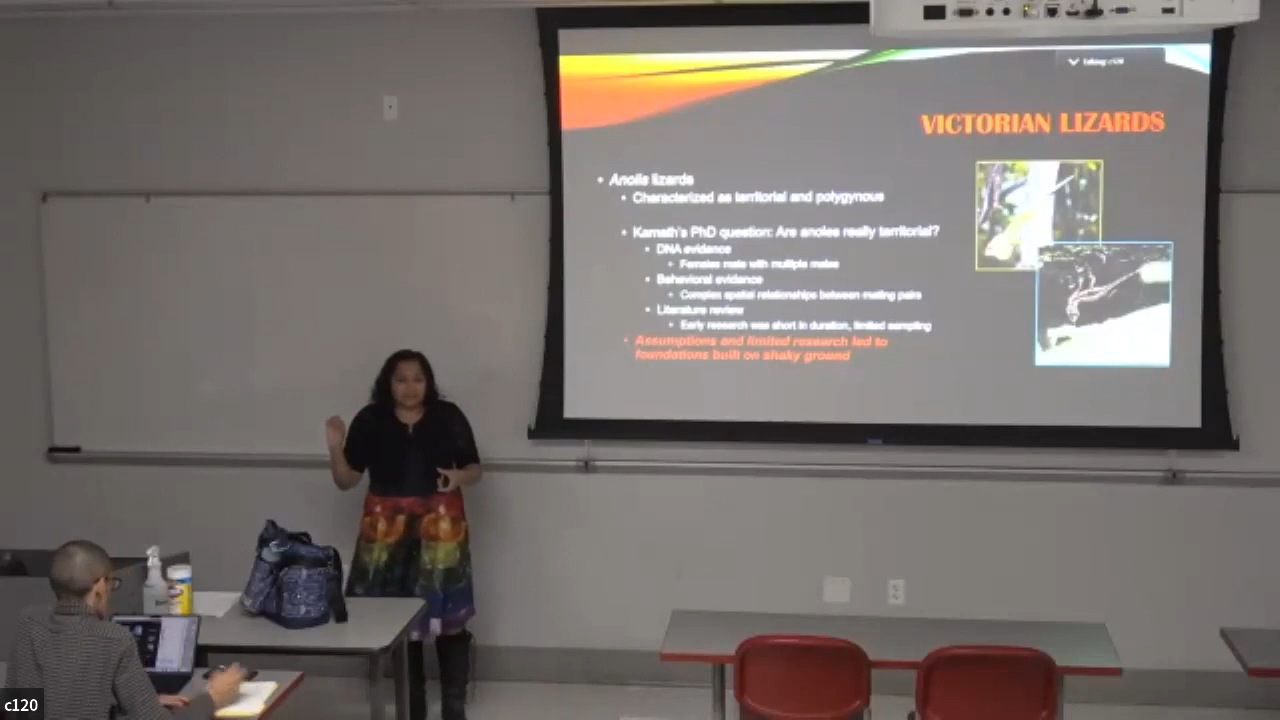 Talking: c120
VICTORIAN LIZARDS
• Anolis lizards
• Characterized as territorial and polygynous
• Kamath's PhD question: Are anoles really territorial?
• DNA evidence
• Females mate with multiple males
• Behavioral evidence
• Complex spatial relationships between mating pairs
• Literature review
• Early research was short in duration, limited sampling
• Assumptions and limited research led to
foundations built on shaky ground
c120